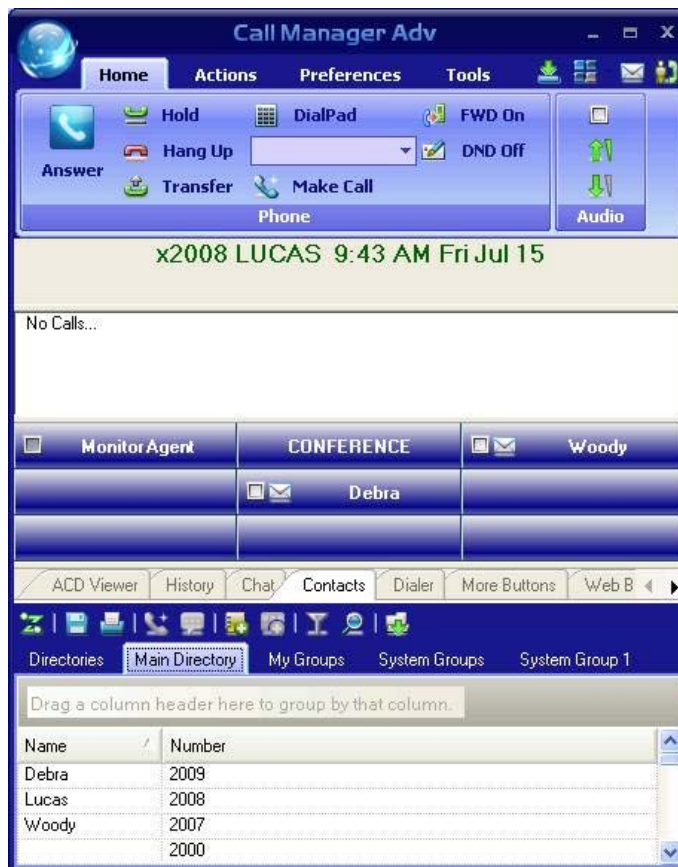 Call Manager Adv
Home Actions Preferences Tools
Answer
Hold DialPad FWD On
Hang Up DND Off
Transfer Make Call
Phone Audio
x2008 LUCAS 9:43 AM Fri Jul 15
No Calls...
Monitor Agent CONFERENCE Woody
Debra
ACD Viewer History Chat Contacts Dialer More Buttons Web B
Directories Main Directory My Groups System Groups System Group 1
Drag a column header here to group by that column.
Name Number
Debra 2009
Lucas 2008
Woody 2007
2000